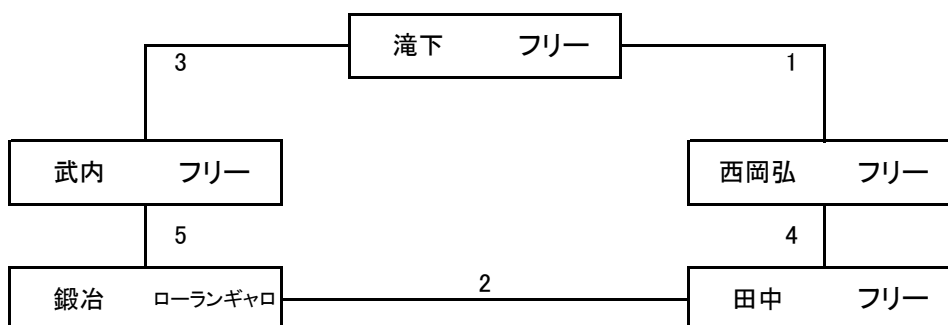 滝下 フリー
3 1
武内 フリー 西岡弘 フリー
5 4
鍛冶 ローランギャロ 2 田中 フリー